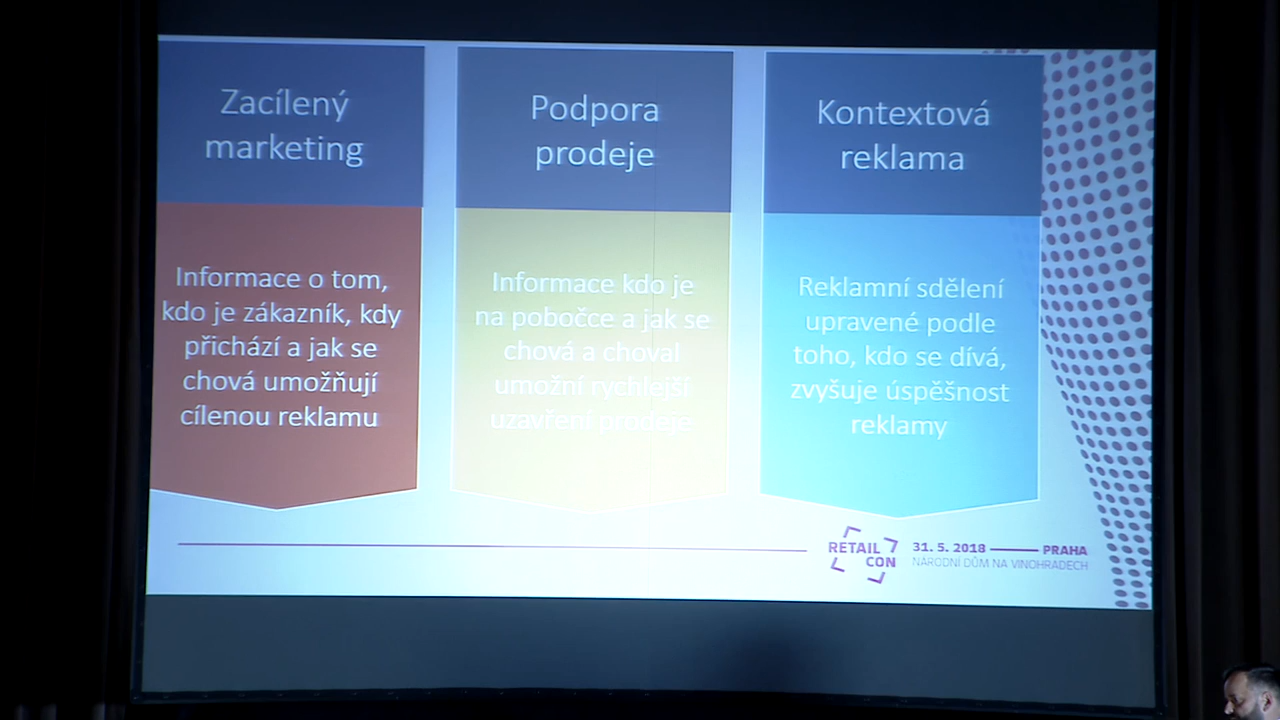 Zacílený
marketing
Informace o tom,
kdo je zákazník, kdy
přichází a jak se
chová umožňují
cílenou reklamu
Podpora
prodeje
Informace kdo je
na pobočce a jak se
chová a choval
umožní rychlejší
uzavření prodeje
Kontextová
reklama
Reklamní sdělení
upravené podle
toho, kdo se dívá,
zvyšuje úspěšnost
reklamy
RETAIL
CON
31. 5. 2018 PRAHA
NÁRODNÍ DŮM NA VINOHRADECH